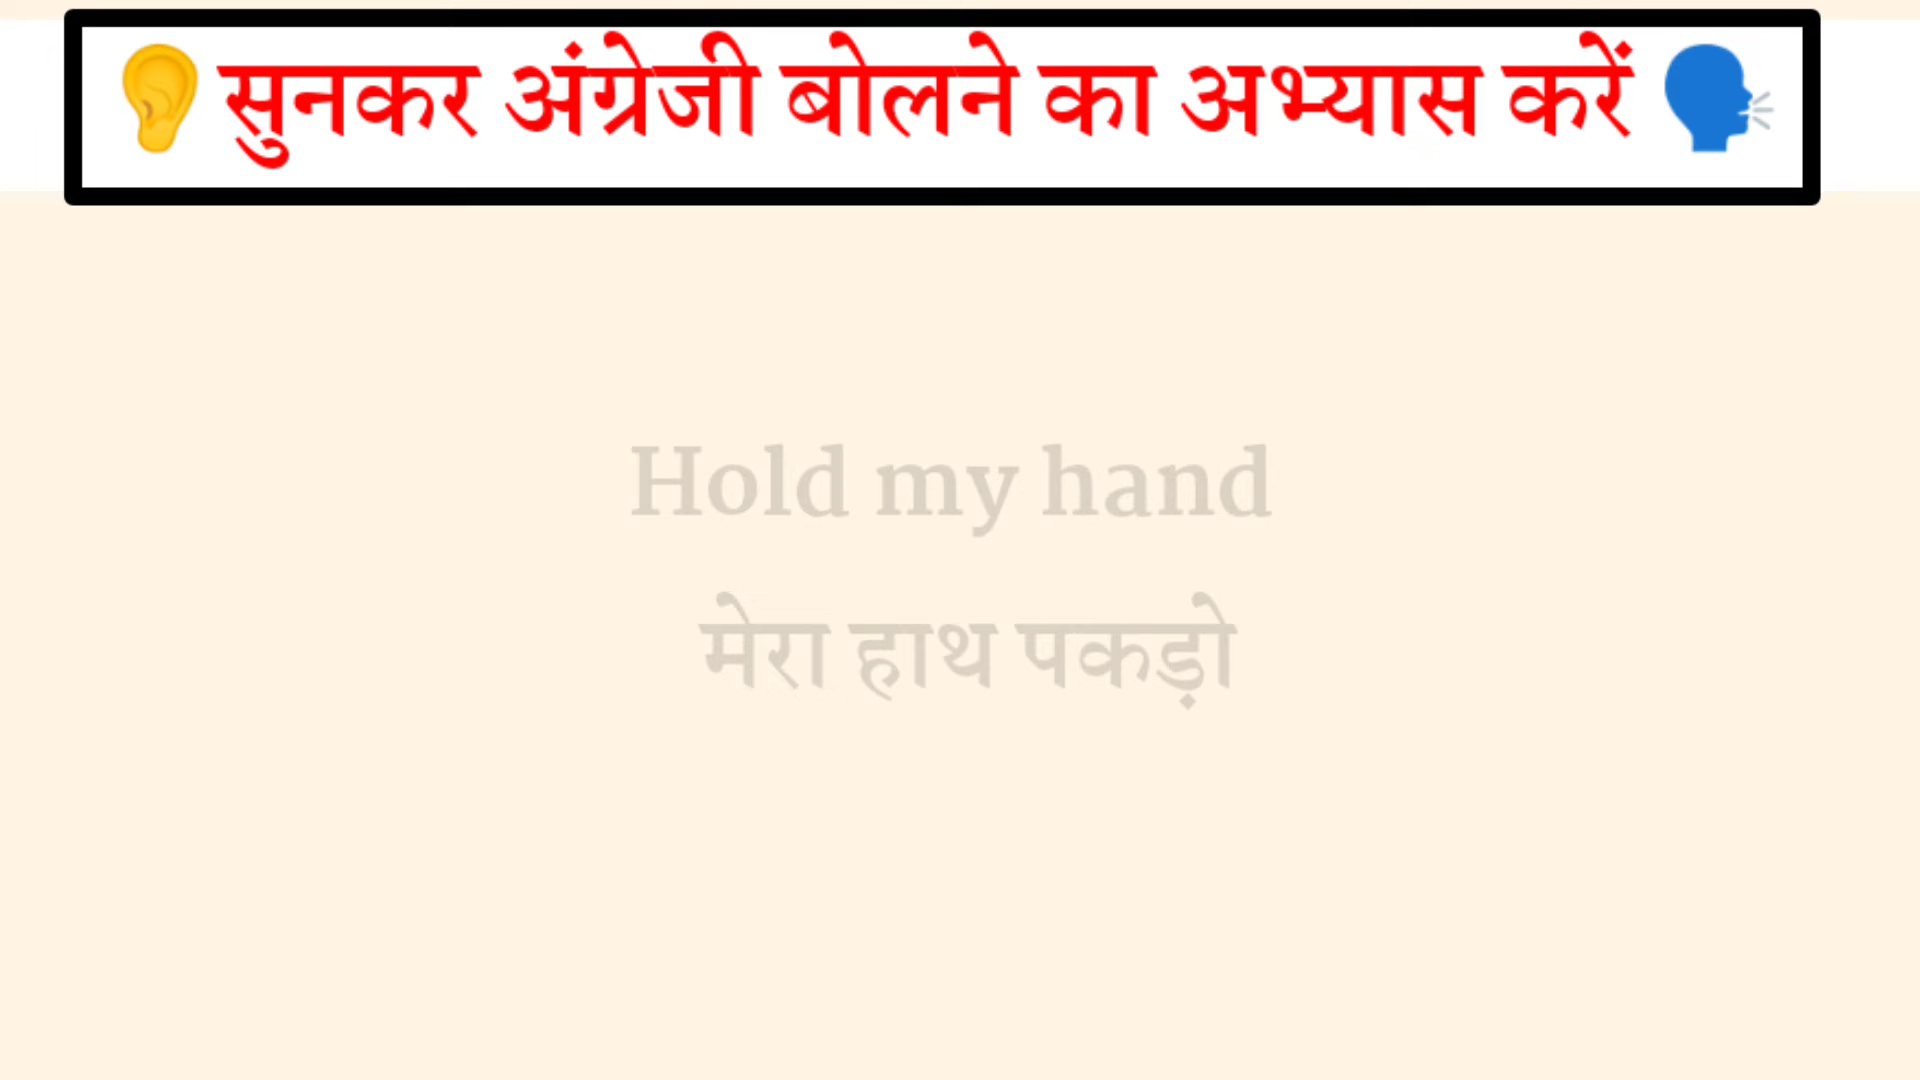 सुनकर अंग्रेजी बोलने का अभ्यास करें
Hold my hand
मेरा हाथ पकड़ो